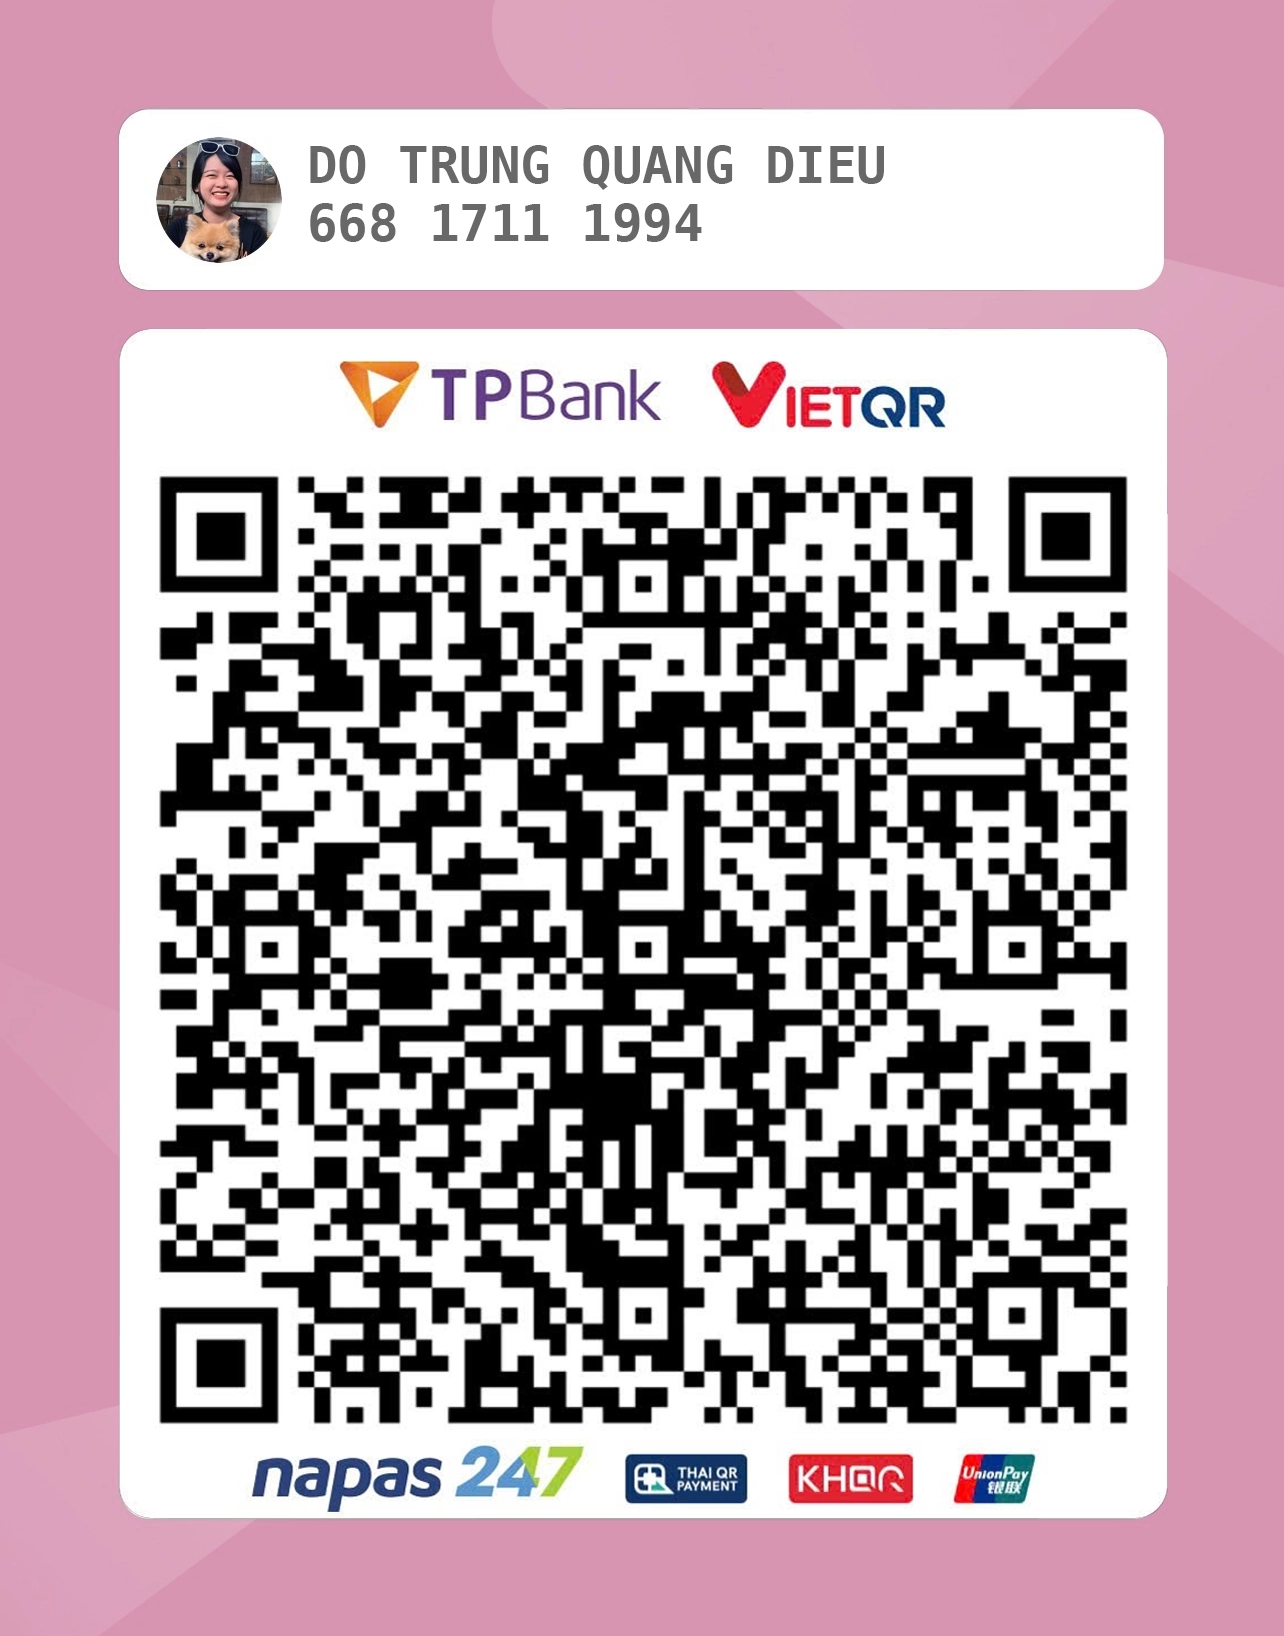 DO TRUNG QUANG DIEU
668 1711 1994
TPBank VIETQR
napas 247 THAI QR PAYMENT KHQR UnionPay 银联